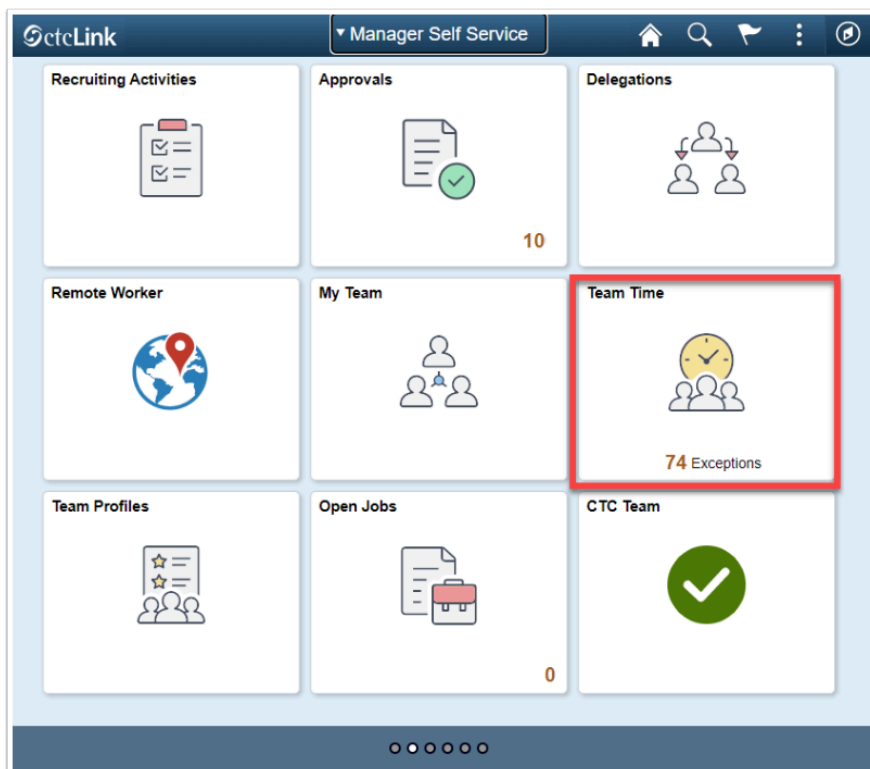 ctcLink
Manager Self Service
Recruiting Activities
Approvals
10
Delegations
Remote Worker
My Team
Team Time
74 Exceptions
Team Profiles
Open Jobs
0
CTC Team